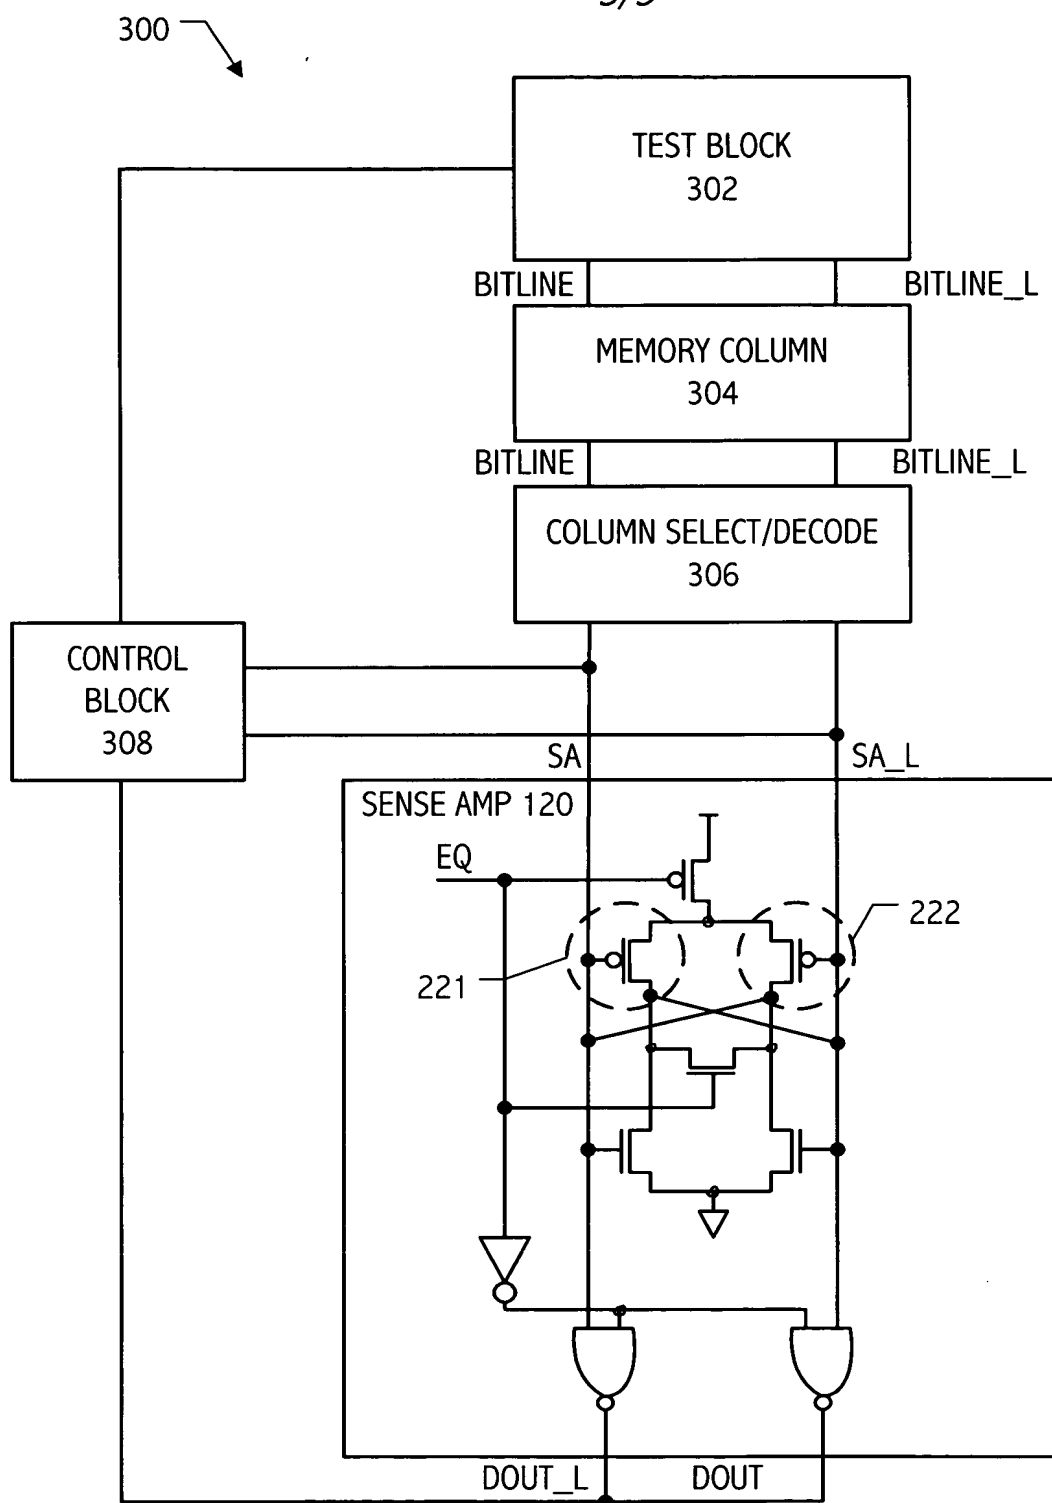 300
TEST BLOCK
302
BITLINE
BITLINE_L
MEMORY COLUMN
304
BITLINE
BITLINE_L
COLUMN SELECT/DECODE
306
CONTROL
BLOCK
308
SA
SA_L
SENSE AMP 120
EQ
222
221
DOUT_L
DOUT